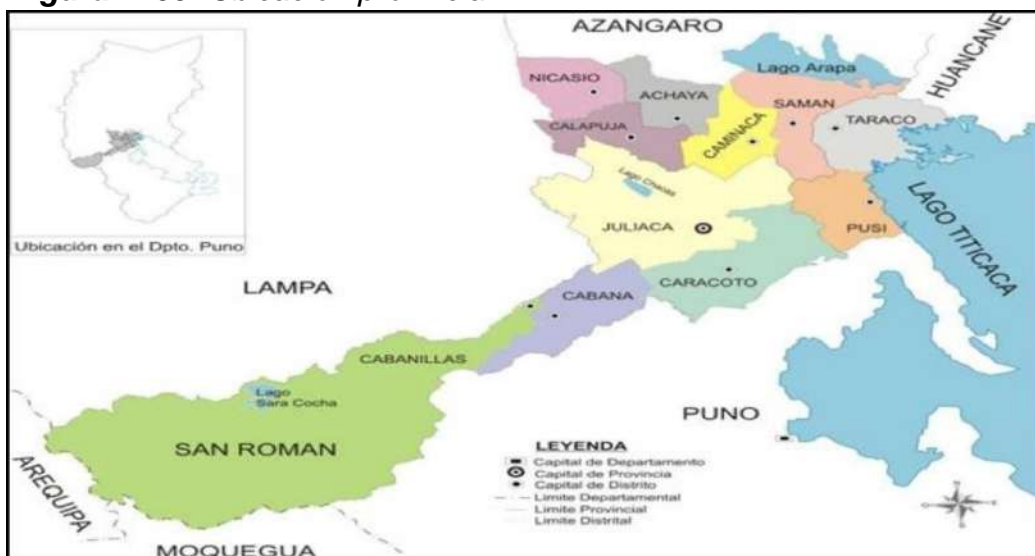 AZANGARO
HUANCANE
Lago Arapa
NICASIO
ACHAYA
SAMAN
TARACO
CALAPUJA
CAMINACA
Lago Chacas
JULIACA
PUSI
LAGO TITICACA
CARACOTO
CABANA
Ubicación en el Dpto. Puno
LAMPA
CABANILLAS
Lago
Sara Cocha
SAN ROMAN
PUNO
LEYENDA
Capital de Departamento
Capital de Provincia
Capital de Distrito
Limite Departamental
Limite Provincial
Limite Distrital
AREQUIPA
MOQUEGUA